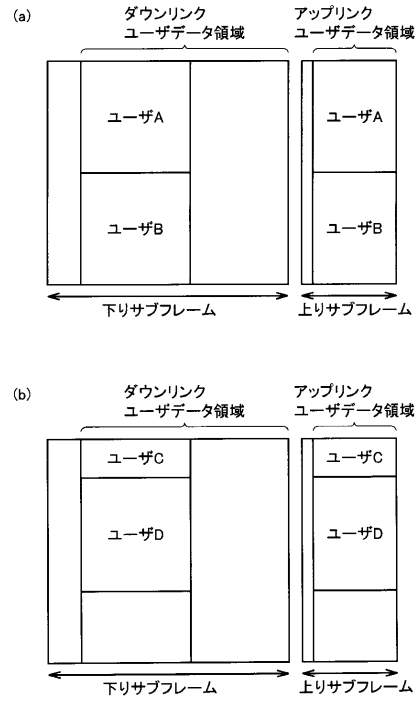 (a)
ダウンリンク
ユーザデータ領域
アップリンク
ユーザデータ領域
ユーザA
ユーザA
ユーザB
ユーザB
下りサブフレーム
上りサブフレーム
(b)
ダウンリンク
ユーザデータ領域
アップリンク
ユーザデータ領域
ユーザC
ユーザC
ユーザD
ユーザD
下りサブフレーム
上りサブフレーム